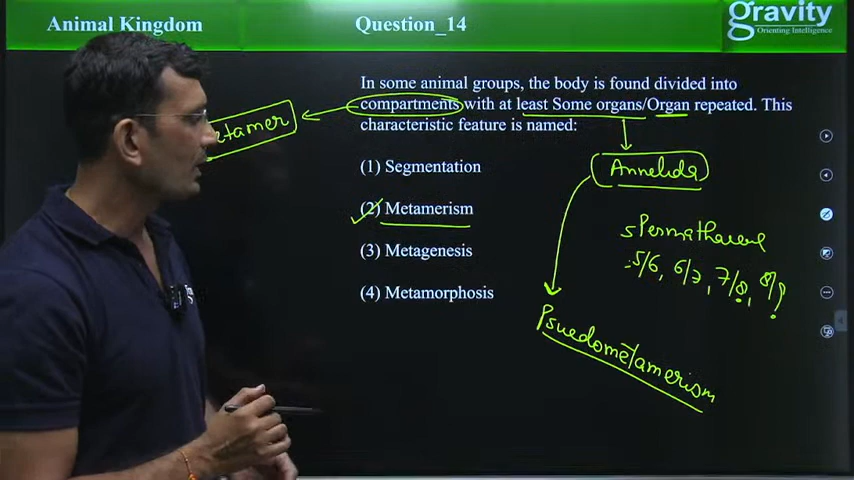 Animal Kingdom
Question_14
gravity
Orienting Intelligence
In some animal groups, the body is found divided into
compartments with at least Some organs/Organ repeated. This
characteristic feature is named:
etamer
(1) Segmentation
(2) Metamerism
(3) Metagenesis
(4) Metamorphosis
Annelida
5/6, 6/7, 7/8, 8/9
Psuedometamerism